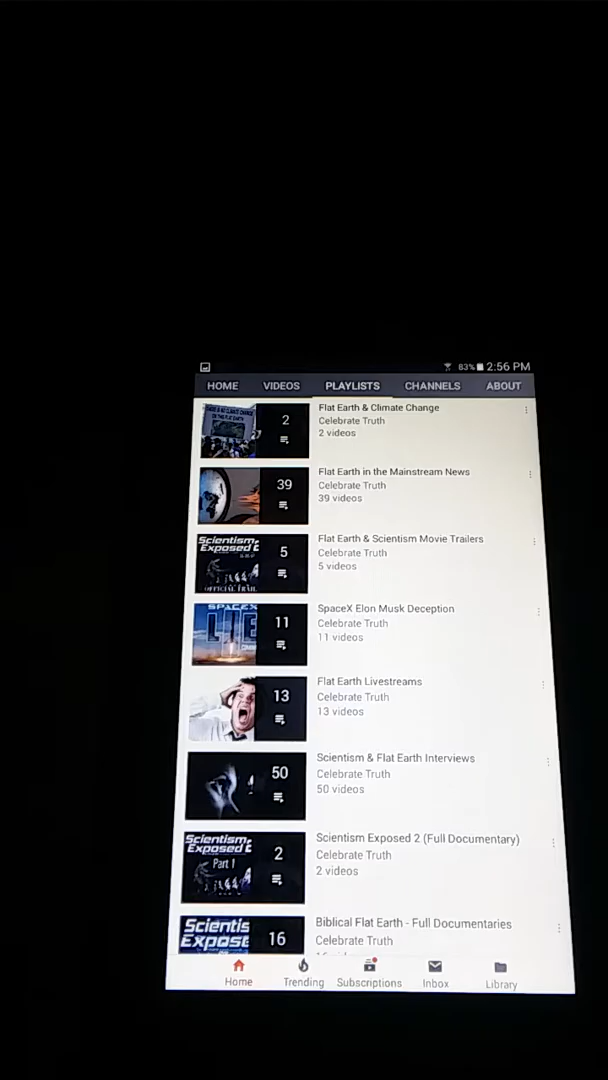 83% 2:56 PM
HOME VIDEOS PLAYLISTS CHANNELS ABOUT
2
Flat Earth & Climate Change
Celebrate Truth
2 videos
39
Flat Earth in the Mainstream News
Celebrate Truth
39 videos
Scientism
Exposed
OFFICIAL TRAIL
5
Flat Earth & Scientism Movie Trailers
Celebrate Truth
5 videos
SPACEX
LIE
11
SpaceX Elon Musk Deception
Celebrate Truth
11 videos
13
Flat Earth Livestreams
Celebrate Truth
13 videos
50
Scientism & Flat Earth Interviews
Celebrate Truth
50 videos
Scientism
Exposed
Part I
2
Scientism Exposed 2 (Full Documentary)
Celebrate Truth
2 videos
Scientis
Expose
16
Biblical Flat Earth - Full Documentaries
Celebrate Truth
Home Trending Subscriptions Inbox Library